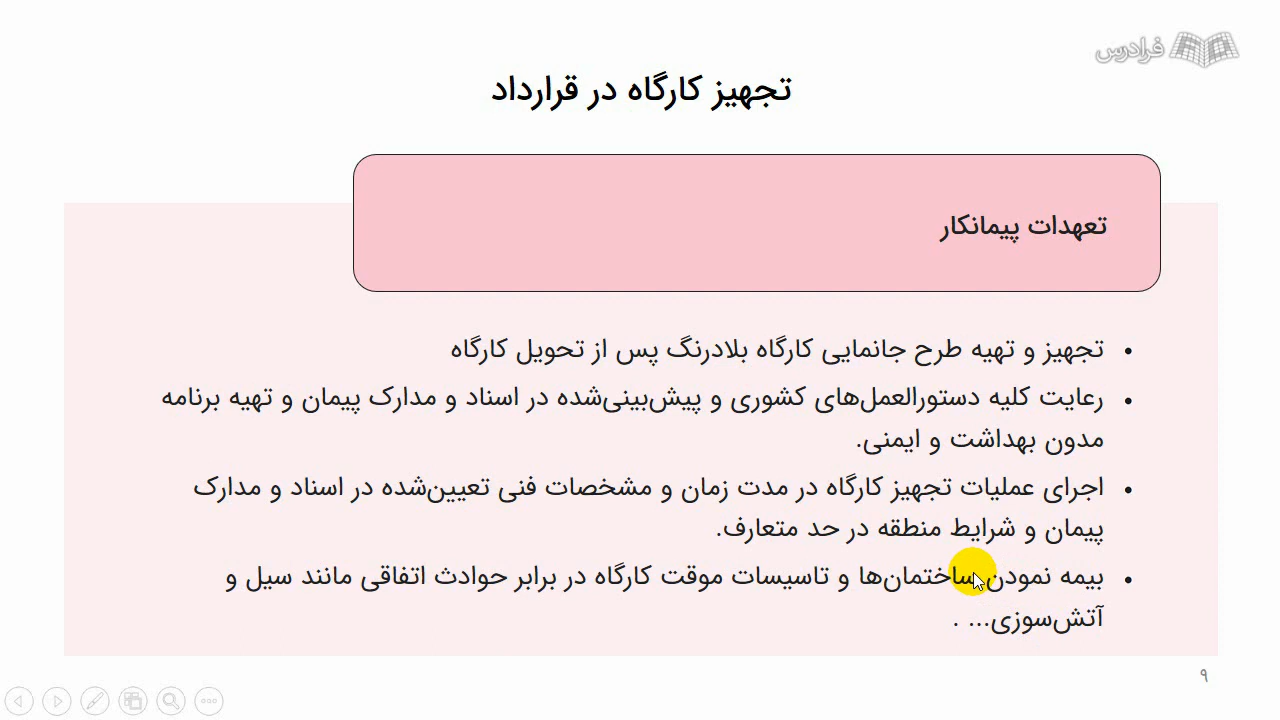 فرادرس
تجهیز کارگاه در قرارداد
تعهدات پیمانکار
• تجهیز و تهیه طرح جانمایی کارگاه بلادرنگ پس از تحویل کارگاه
• رعایت کلیه دستورالعمل‌های کشوری و پیش‌بینی‌شده در اسناد و مدارک پیمان و تهیه برنامه
مدون بهداشت و ایمنی.
• اجرای عملیات تجهیز کارگاه در مدت زمان و مشخصات فنی تعیین‌شده در اسناد و مدارک
پیمان و شرایط منطقه در حد متعارف.
• بیمه نمودن ساختمان‌ها و تاسیسات موقت کارگاه در برابر حوادث اتفاقی مانند سیل و
آتش‌سوزی... .
۹